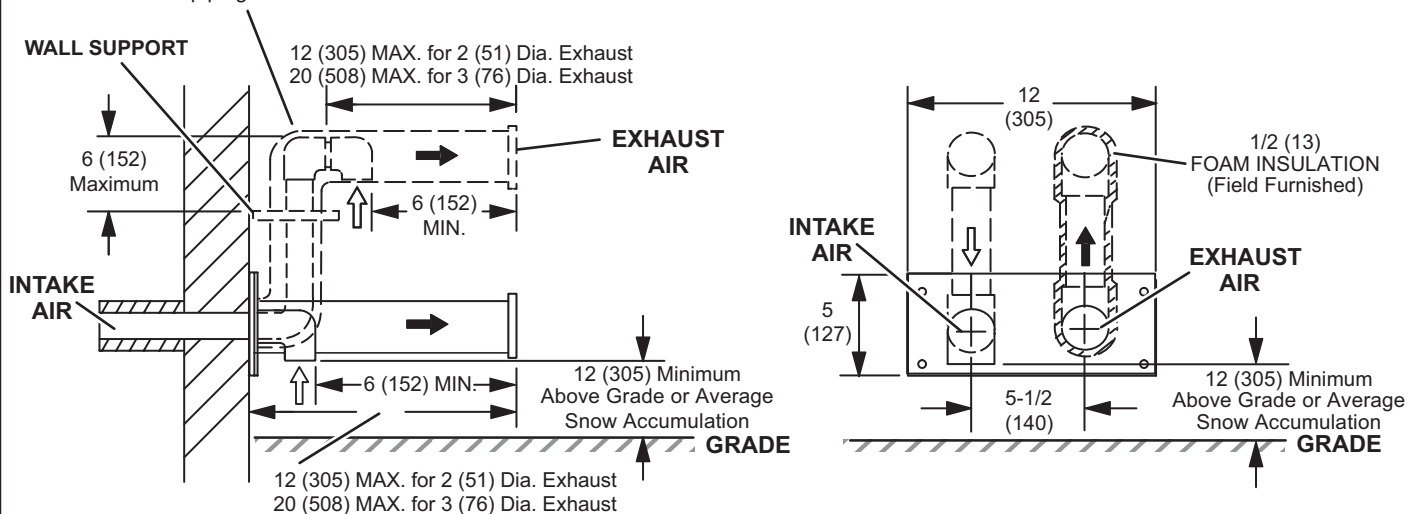 WALL SUPPORT
12 (305) MAX. for 2 (51) Dia. Exhaust
20 (508) MAX. for 3 (76) Dia. Exhaust
6 (152)
Maximum
EXHAUST
AIR
6 (152)
MIN.
INTAKE
AIR
6 (152) MIN.
12 (305) Minimum
Above Grade or Average
Snow Accumulation
GRADE
12 (305) MAX. for 2 (51) Dia. Exhaust
20 (508) MAX. for 3 (76) Dia. Exhaust
12
(305)
1/2 (13)
FOAM INSULATION
(Field Furnished)
INTAKE
AIR
EXHAUST
AIR
5
(127)
5-1/2
(140)
12 (305) Minimum
Above Grade or Average
Snow Accumulation
GRADE